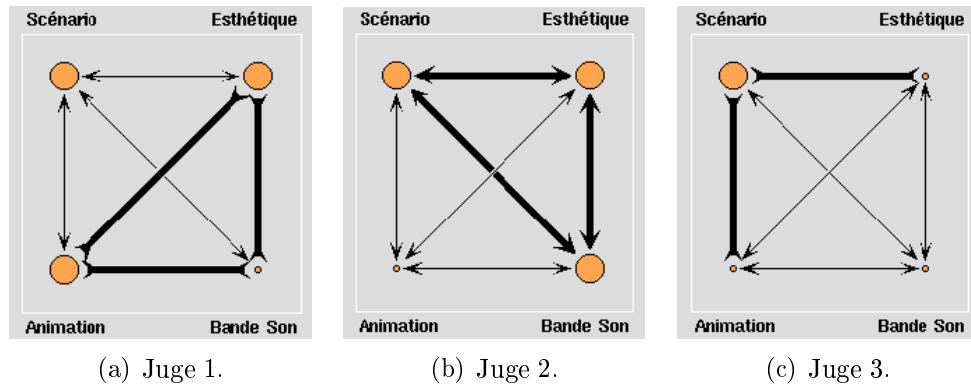 Scénario Esthétique
Animation Bande Son
(a) Juge 1.
Scénario Esthétique
Animation Bande Son
(b) Juge 2.
Scénario Esthétique
Animation Bande Son
(c) Juge 3.